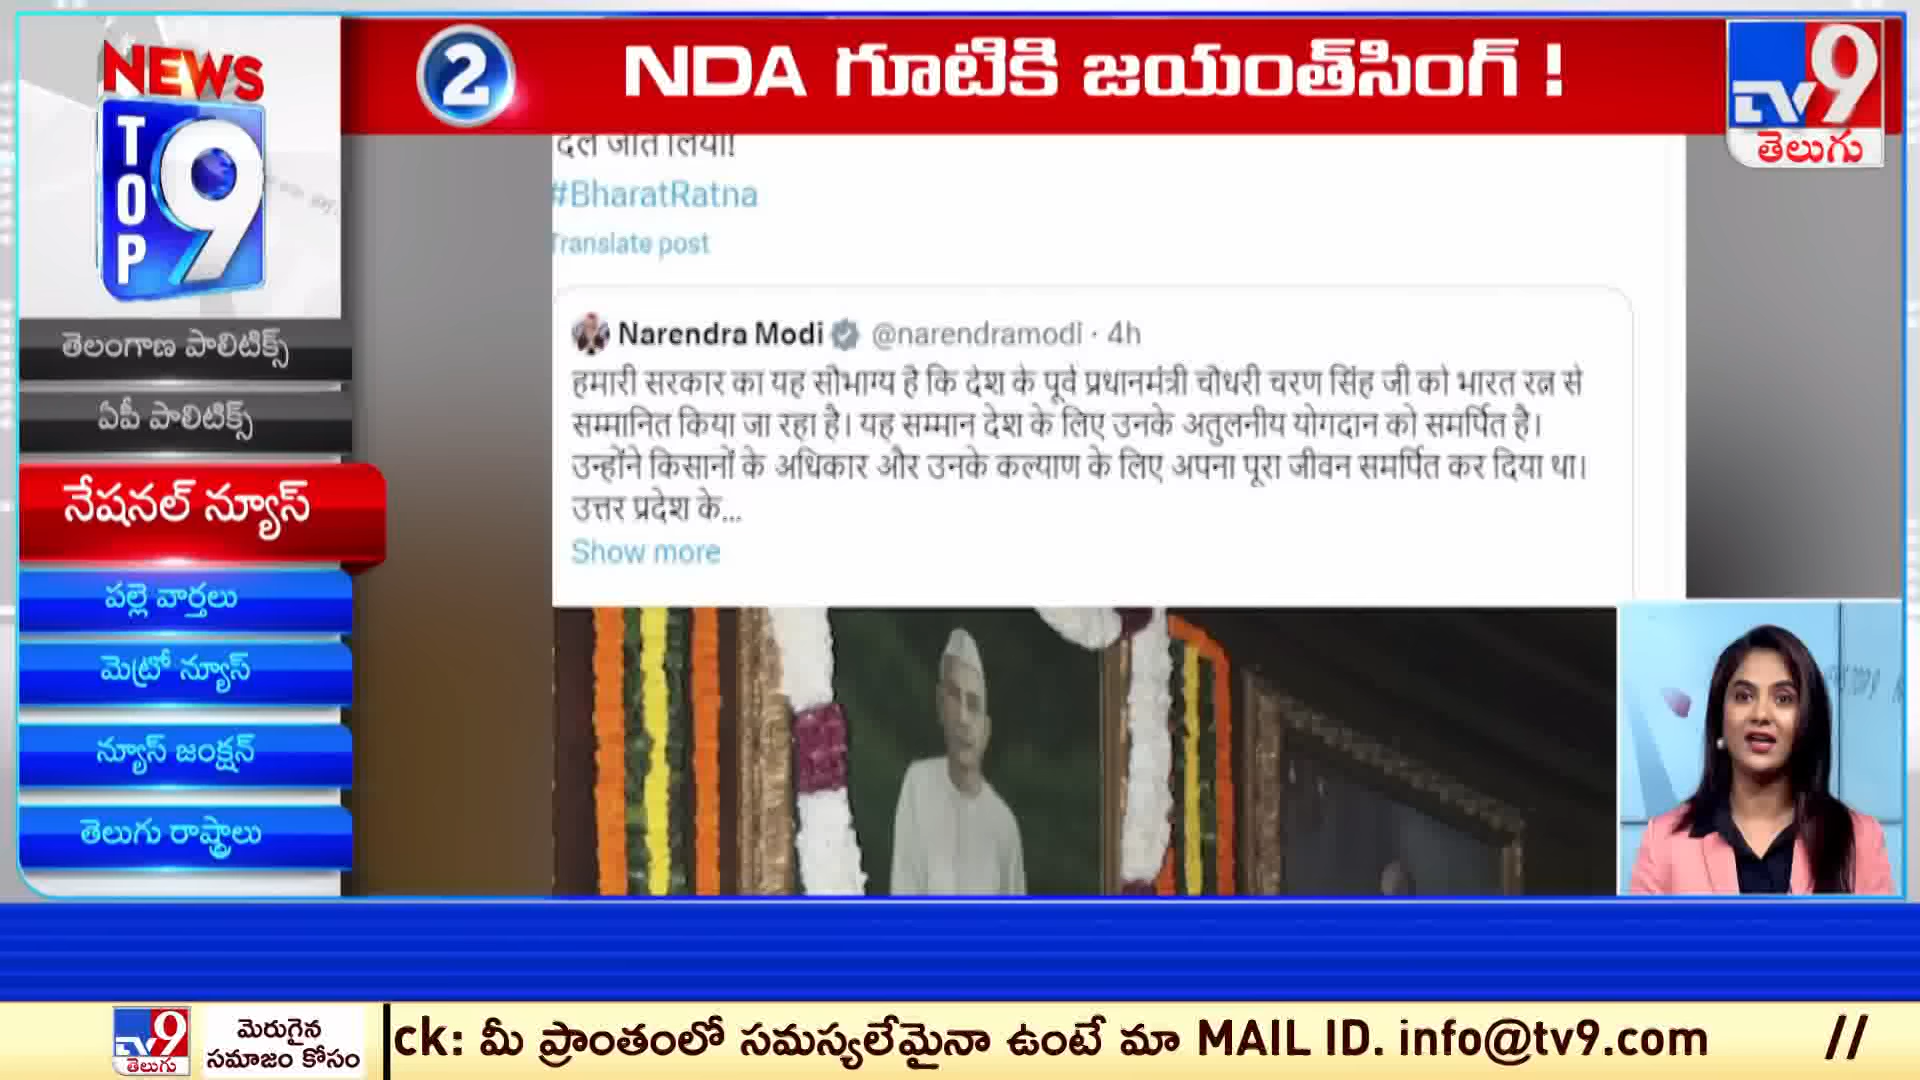 NEWS
TOP 9
2
NDA గూటికి జయంత్‌సింగ్ !
TV9
తెలుగు
తెలంగాణ పాలిటిక్స్
ఏపీ పాలిటిక్స్
నేషనల్ న్యూస్
పల్లె వార్తలు
మెట్రో న్యూస్
న్యూస్ జంక్షన్
తెలుగు రాష్ట్రాలు
लिया!
#BharatRatna
Translate post
Narendra Modi @narendramodi · 4h
हमारी सरकार का यह सौभाग्य है कि देश के पूर्व प्रधानमंत्री चौधरी चरण सिंह जी को भारत रत्न से
सम्मानित किया जा रहा है। यह सम्मान देश के लिए उनके अतुलनीय योगदान को समर्पित है।
उन्होंने किसानों के अधिकार और उनके कल्याण के लिए अपना पूरा जीवन समर्पित कर दिया था।
उत्तर प्रदेश के...
Show more
TV9
తెలుగు
మెరుగైన
సమాజం కోసం
ck: మీ ప్రాంతంలో సమస్యలేమైనా ఉంటే మా MAIL ID. info@tv9.com //